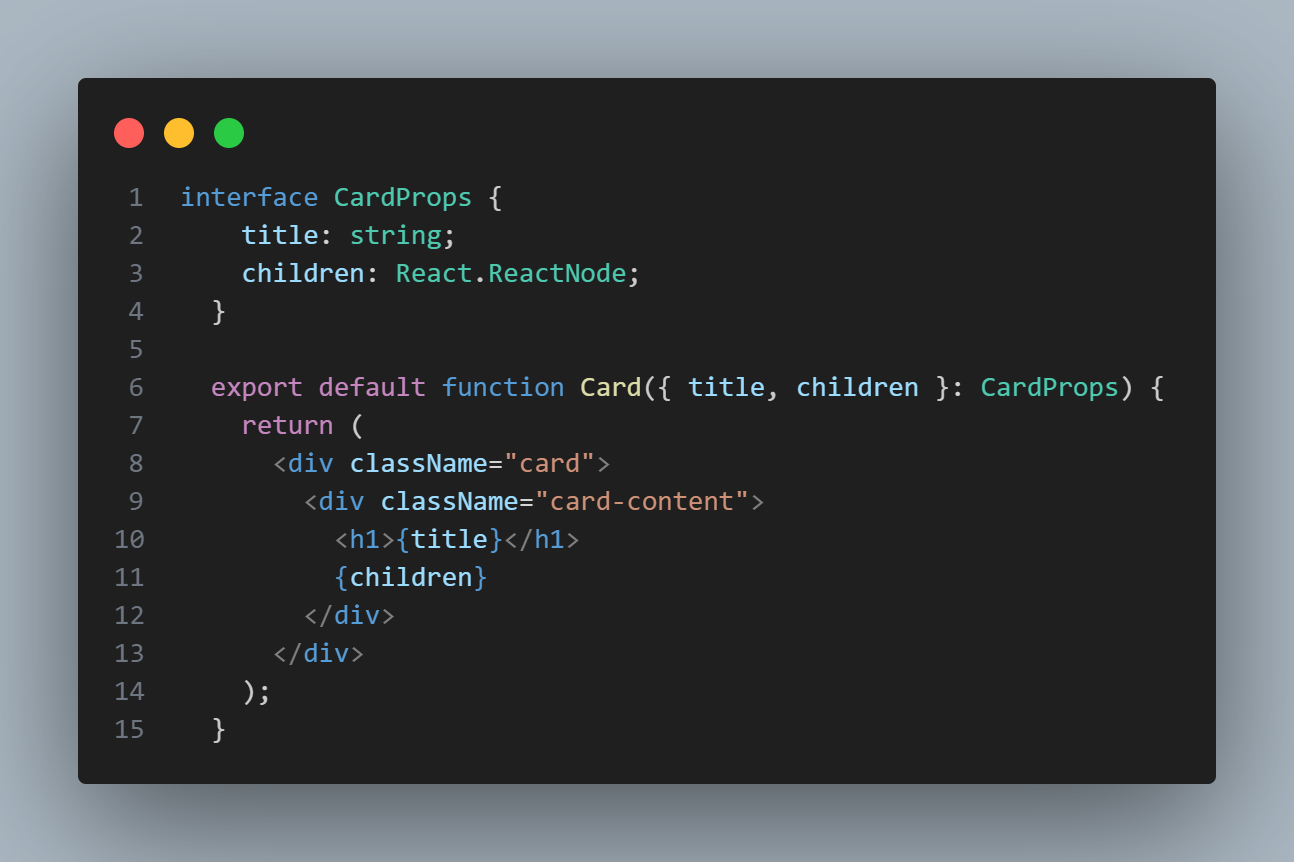 1 interface CardProps {
2     title: string;
3     children: React.ReactNode;
4   }
5
6   export default function Card({ title, children }: CardProps) {
7     return (
8       <div className="card">
9         <div className="card-content">
10           <h1>{title}</h1>
11           {children}
12         </div>
13       </div>
14     );
15   }